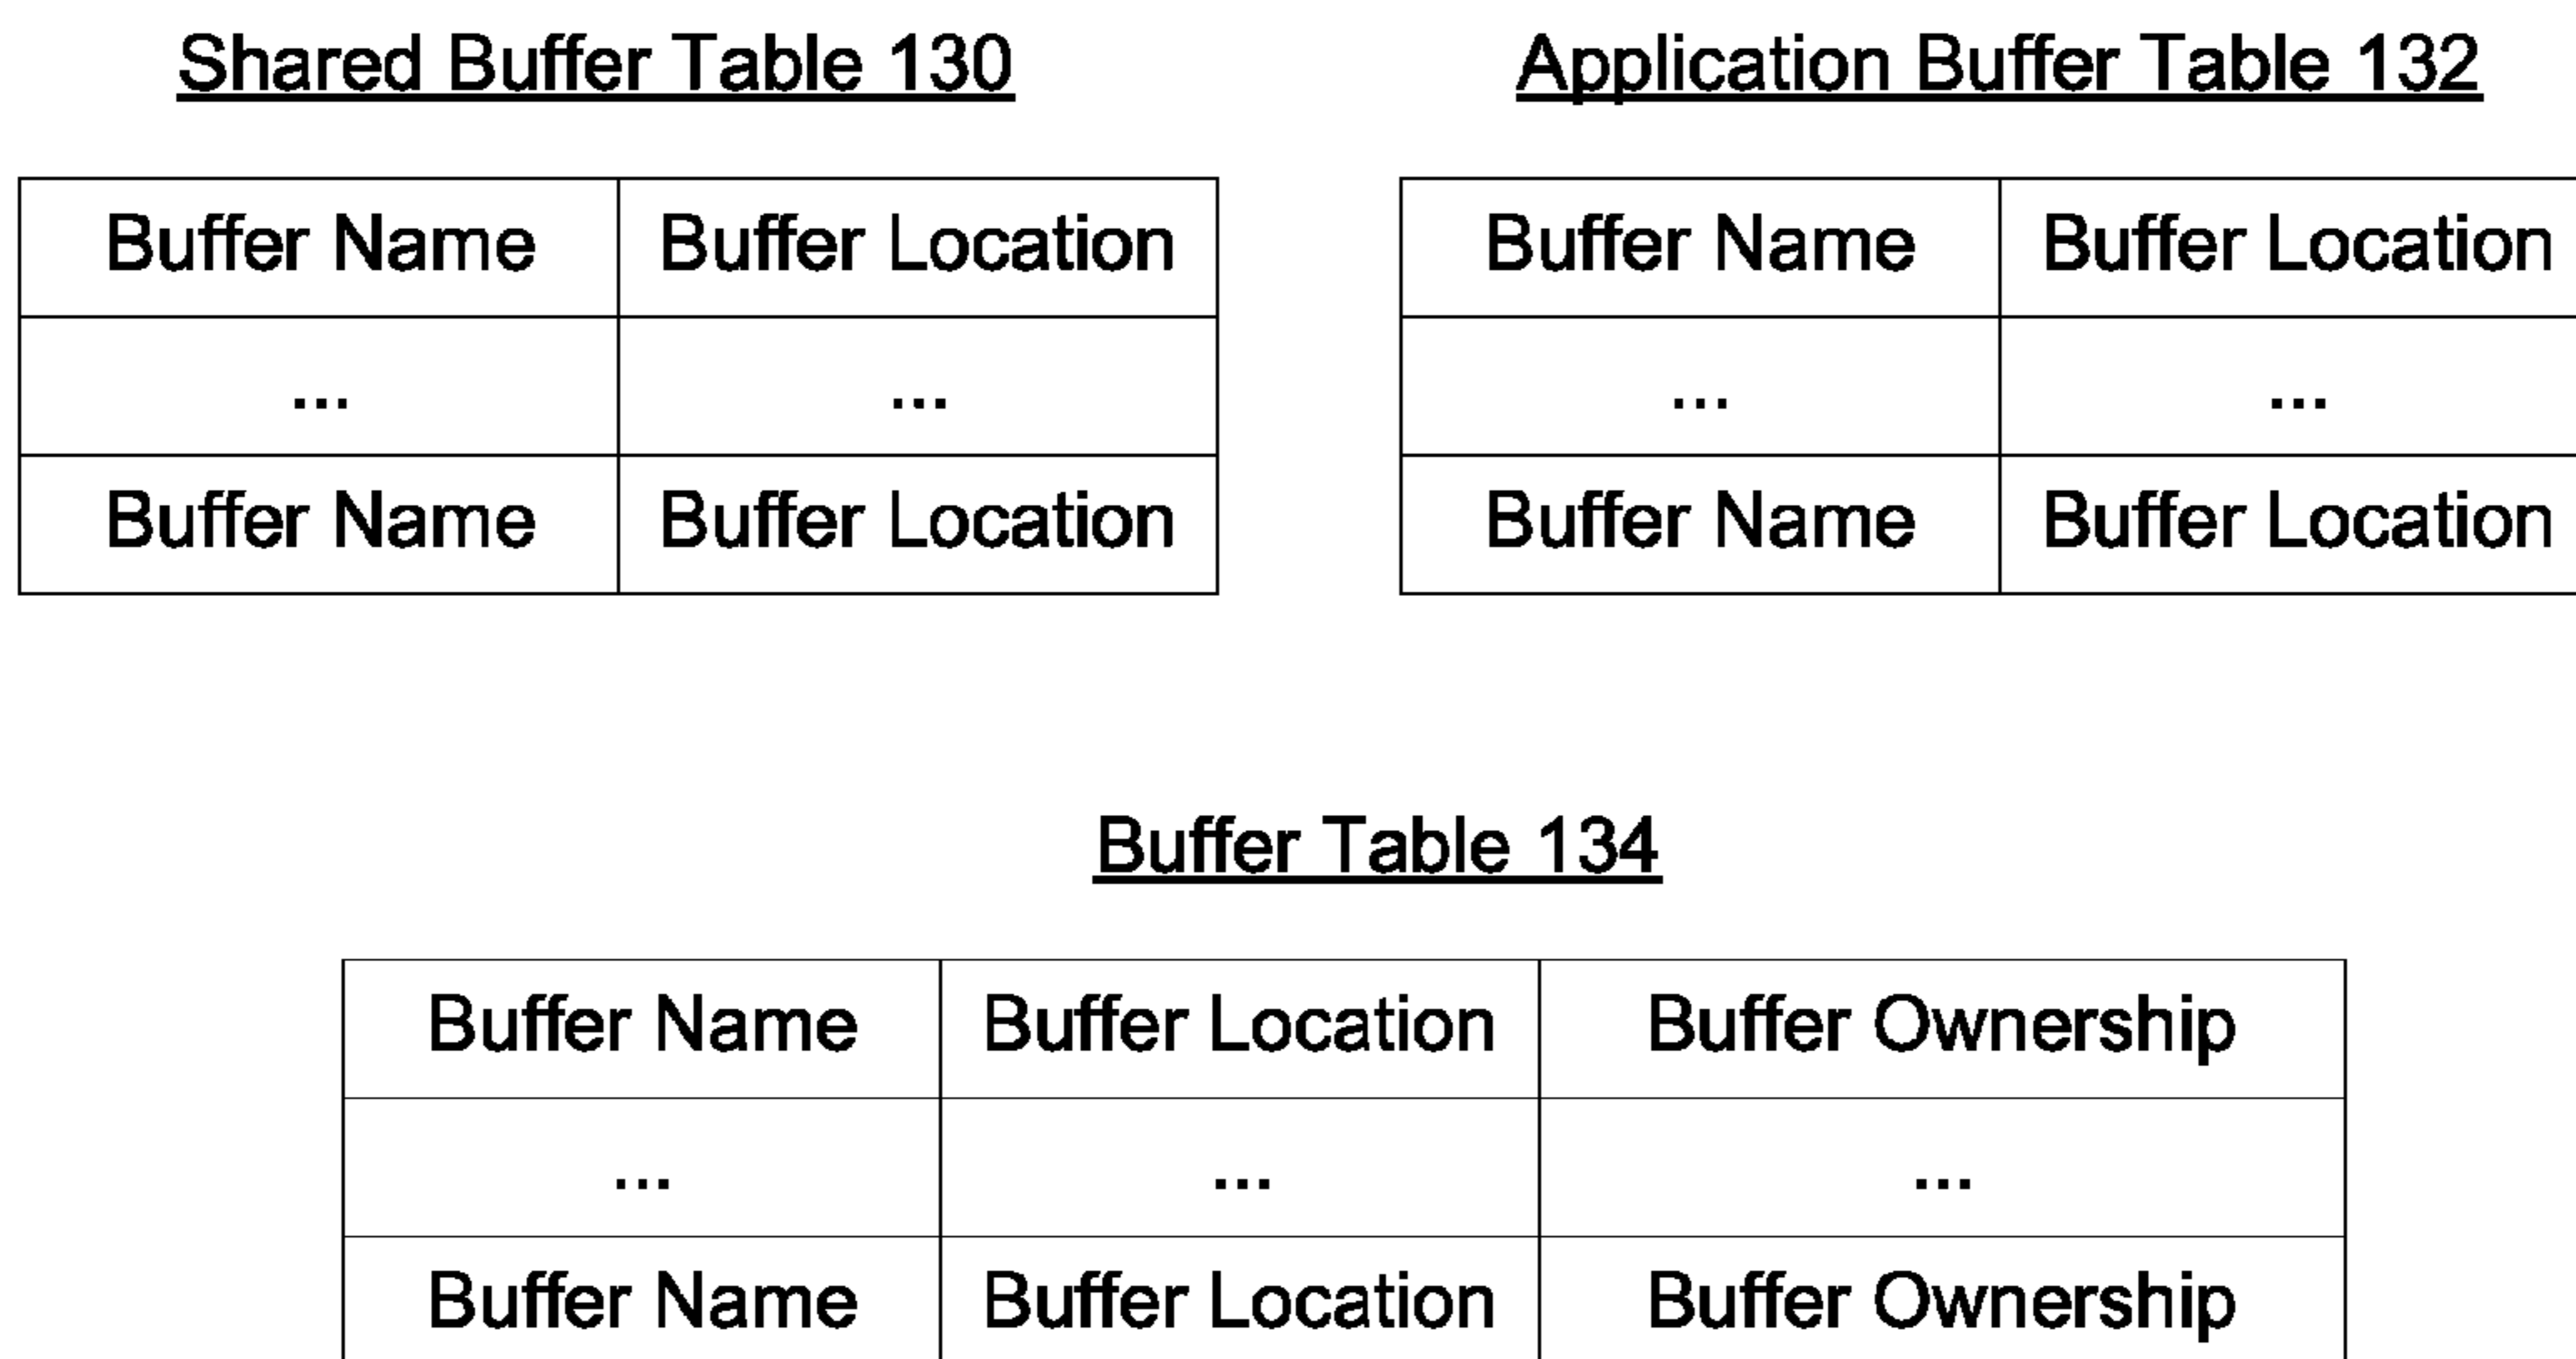 Shared Buffer Table 130
Buffer Name Buffer Location
... ...
Buffer Name Buffer Location
Application Buffer Table 132
Buffer Name Buffer Location
... ...
Buffer Name Buffer Location
Buffer Table 134
Buffer Name Buffer Location Buffer Ownership
... ... ...
Buffer Name Buffer Location Buffer Ownership